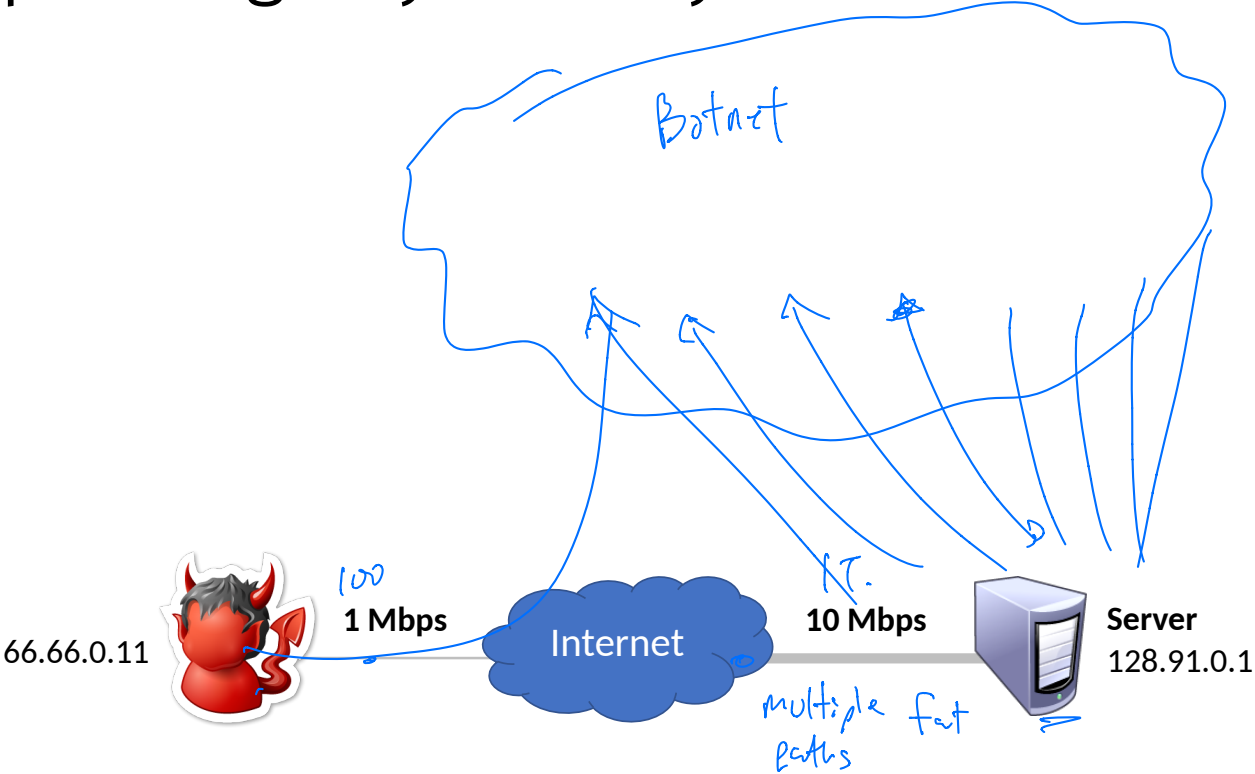 Botnet
100
1 Mbps
Internet
1T.
10 Mbps
Server
66.66.0.11
128.91.0.1
multiple fat
paths